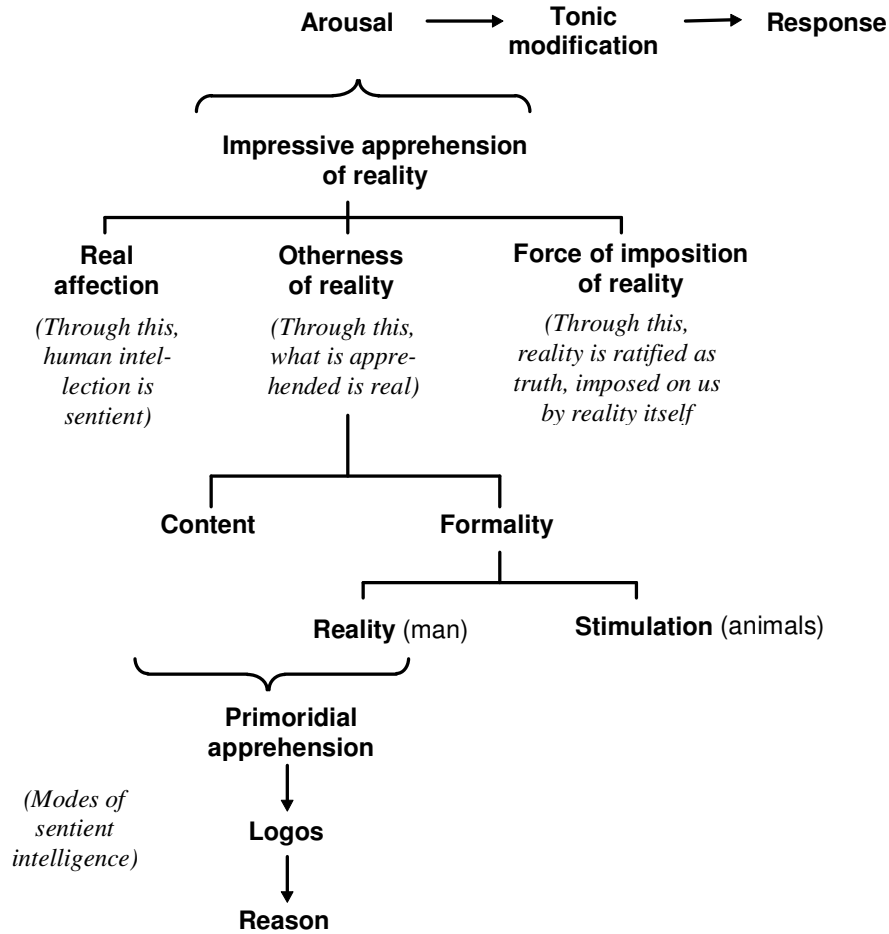 Arousal
Tonic
modification
Response
Impressive apprehension
of reality
Real
affection
(Through this,
human intel-
lection is
sentient)
Otherness
of reality
(Through this,
what is appre-
hended is real)
Force of imposition
of reality
(Through this,
reality is ratified as
truth, imposed on us
by reality itself
Content
Formality
Reality (man)
Stimulation (animals)
Primoridial
apprehension
(Modes of
sentient
intelligence)
Logos
Reason